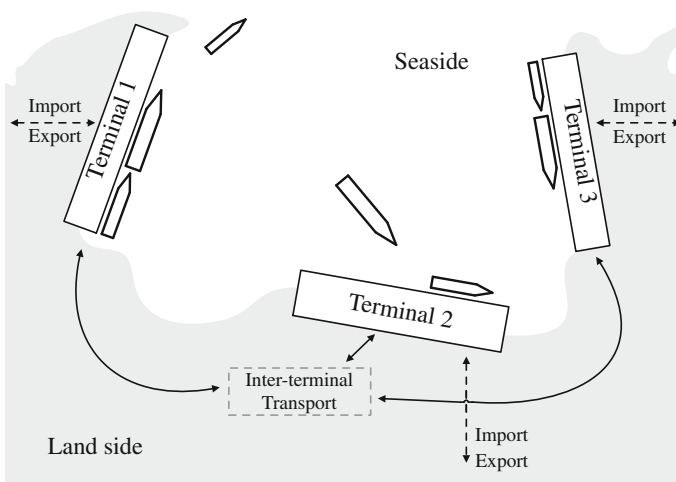 Seaside
Import
Export
Terminal 1
Import
Export
Terminal 3
Terminal 2
Inter-terminal
Transport
Import
Export
Land side